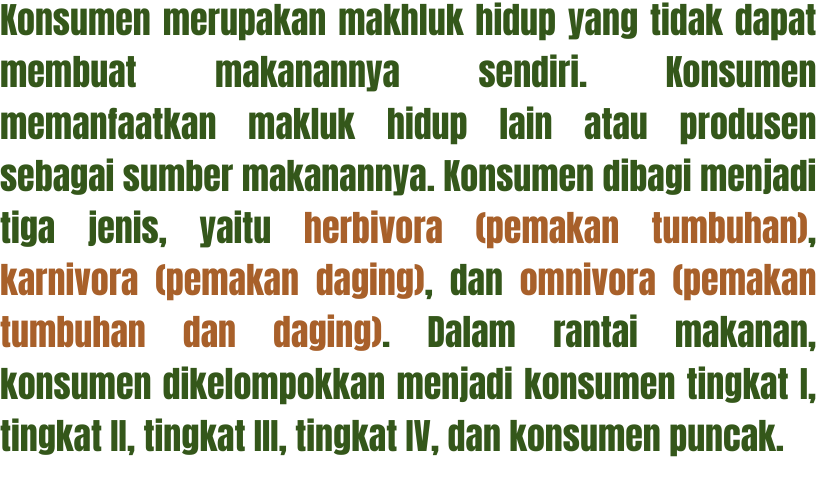 Konsumen merupakan makhluk hidup yang tidak dapat
membuat makanannya sendiri. Konsumen
memanfaatkan makluk hidup lain atau produsen
sebagai sumber makanannya. Konsumen dibagi menjadi
tiga jenis, yaitu herbivora (pemakan tumbuhan),
karnivora (pemakan daging), dan omnivora (pemakan
tumbuhan dan daging). Dalam rantai makanan,
konsumen dikelompokkan menjadi konsumen tingkat I,
tingkat II, tingkat III, tingkat IV, dan konsumen puncak.